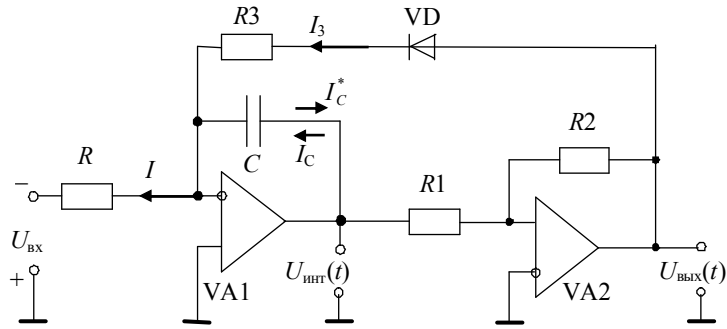 R3
I₃
VD
I*C
IC
C
R2
R
I
R1
−
Uвх
+
VA1
Uинт(t)
VA2
Uвых(t)